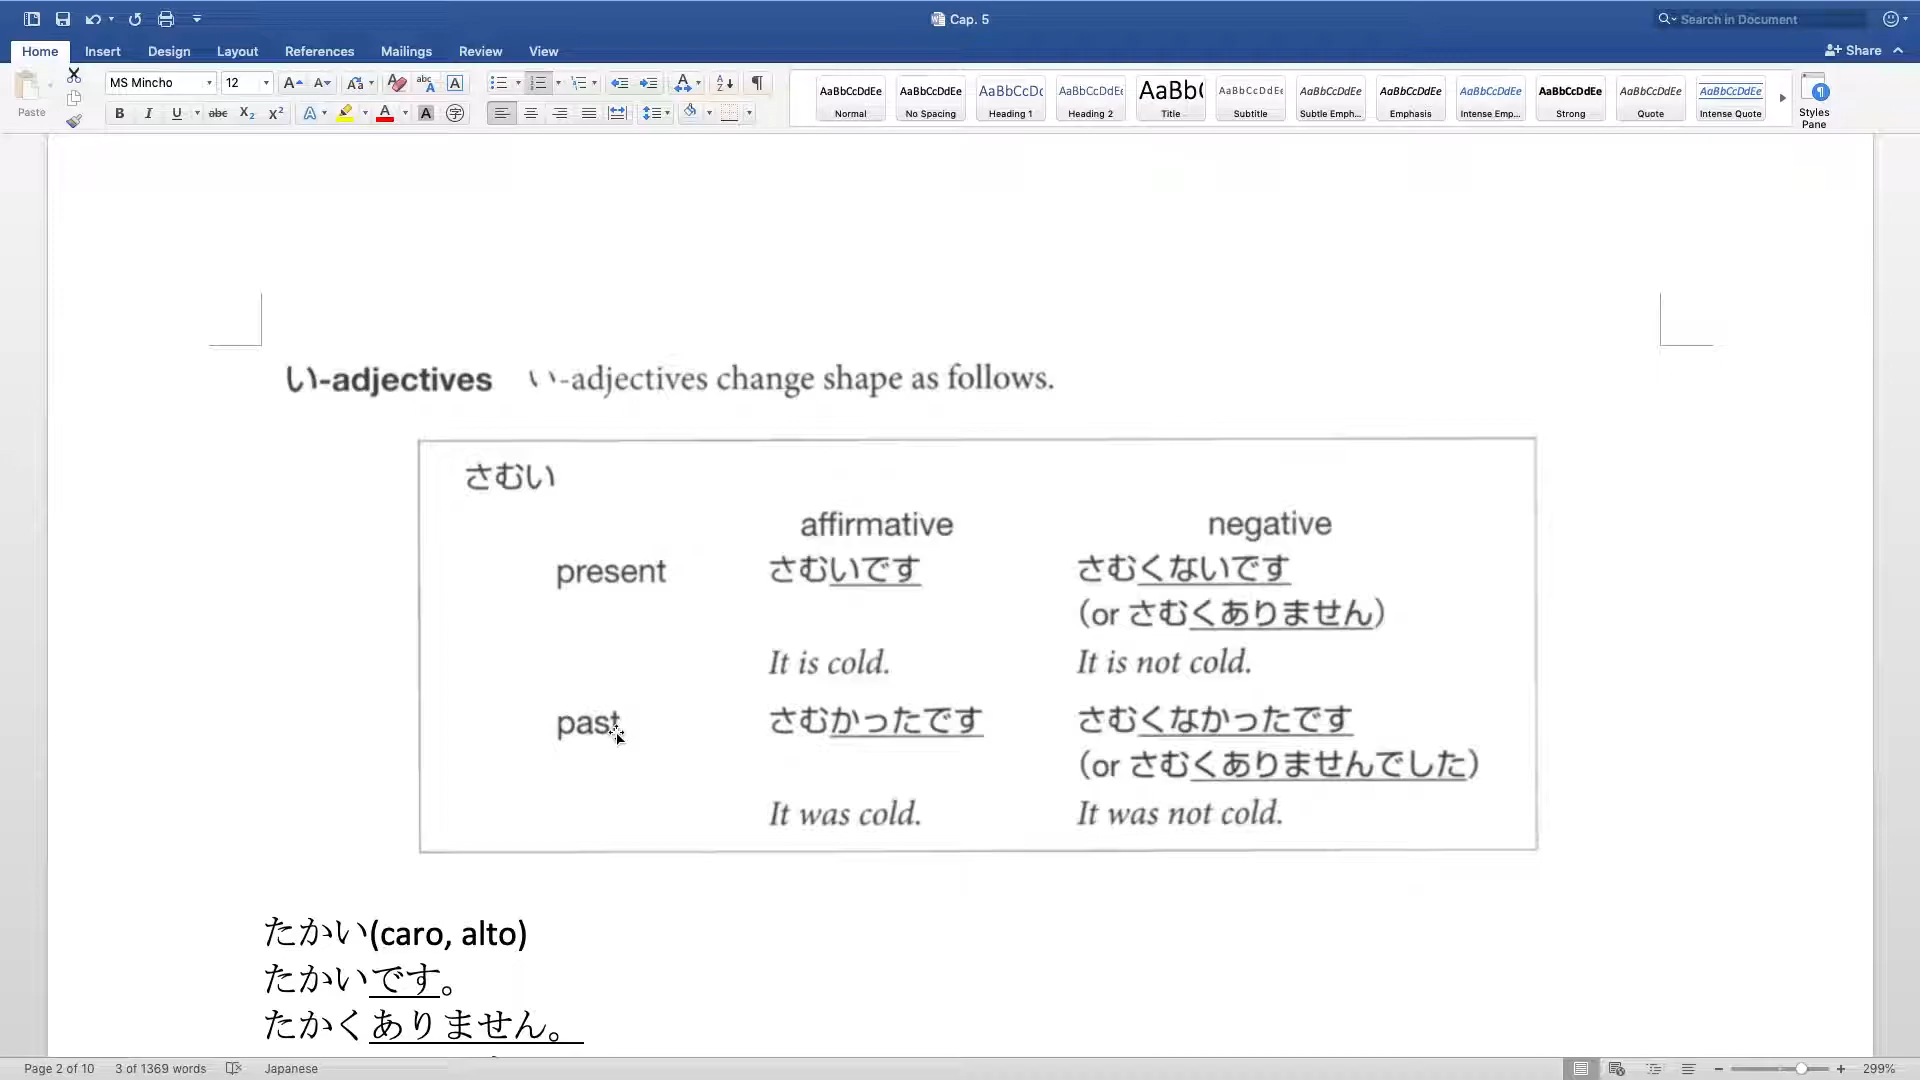 Cap. 5
Search in Document
Home Insert Design Layout References Mailings Review View
Share
Paste
MS Mincho 12
AaBbCcDdEe AaBbCcDdEe AaBbCcDc AaBbCcDdEe AaBb( AaBbCcDdEe AaBbCcDdEe AaBbCcDdEe AaBbCcDdEe AaBbCcDdEe AaBbCcDdEe AaBbCcDdEe
Normal No Spacing Heading 1 Heading 2 Title Subtitle Subtle Emph... Emphasis Intense Emp... Strong Quote Intense Quote
Styles
Pane
い-adjectives い-adjectives change shape as follows.
さむい
affirmative negative
present さむいです さむくないです
(or さむくありません)
It is cold. It is not cold.
past さむかったです さむくなかったです
(or さむくありませんでした)
It was cold. It was not cold.
たかい(caro, alto)
たかいです。
たかくありません。
Page 2 of 10 3 of 1369 words Japanese 299%